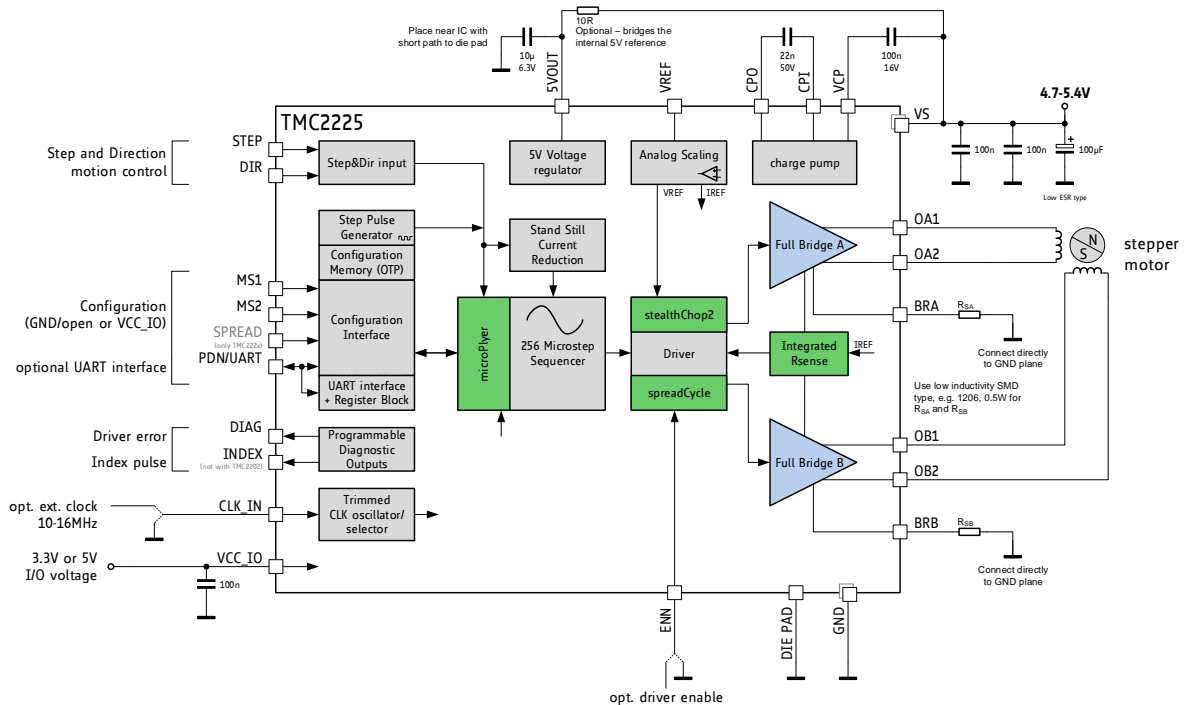 Place near IC with
short path to die pad
10µ
6.3V
10R
Optional – bridges the
internal 5V reference
22n
50V
100n
16V
5VOUT
VREF
CPO
CPI
VCP
4.7-5.4V
VS
100n
100n
+
100µF
Low ESR type
TMC2225
Step and Direction
motion control
STEP
DIR
Step&Dir input
5V Voltage
regulator
Analog Scaling
VREF
IREF
charge pump
Step Pulse
Generator
Configuration
Memory (OTP)
Configuration
Interface
UART interface
+ Register Block
Stand Still
Current
Reduction
Full Bridge A
OA1
OA2
N
S
stepper
motor
Configuration
(GND/open or VCC_IO)
optional UART interface
MS1
MS2
SPREAD
(only TMC222x)
PDN/UART
microPlyer
256 Microstep
Sequencer
stealthChop2
Driver
spreadCycle
Integrated
Rsense
IREF
BRA
RSA
Connect directly
to GND plane
Use low inductivity SMD
type, e.g. 1206, 0.5W for
RSA and RSB
Driver error
Index pulse
DIAG
INDEX
(not with TMC2202)
Programmable
Diagnostic
Outputs
Full Bridge B
OB1
OB2
opt. ext. clock
10-16MHz
CLK_IN
Trimmed
CLK oscillator/
selector
BRB
RSB
Connect directly
to GND plane
3.3V or 5V
I/O voltage
VCC_IO
100n
ENN
DIE PAD
GND
opt. driver enable